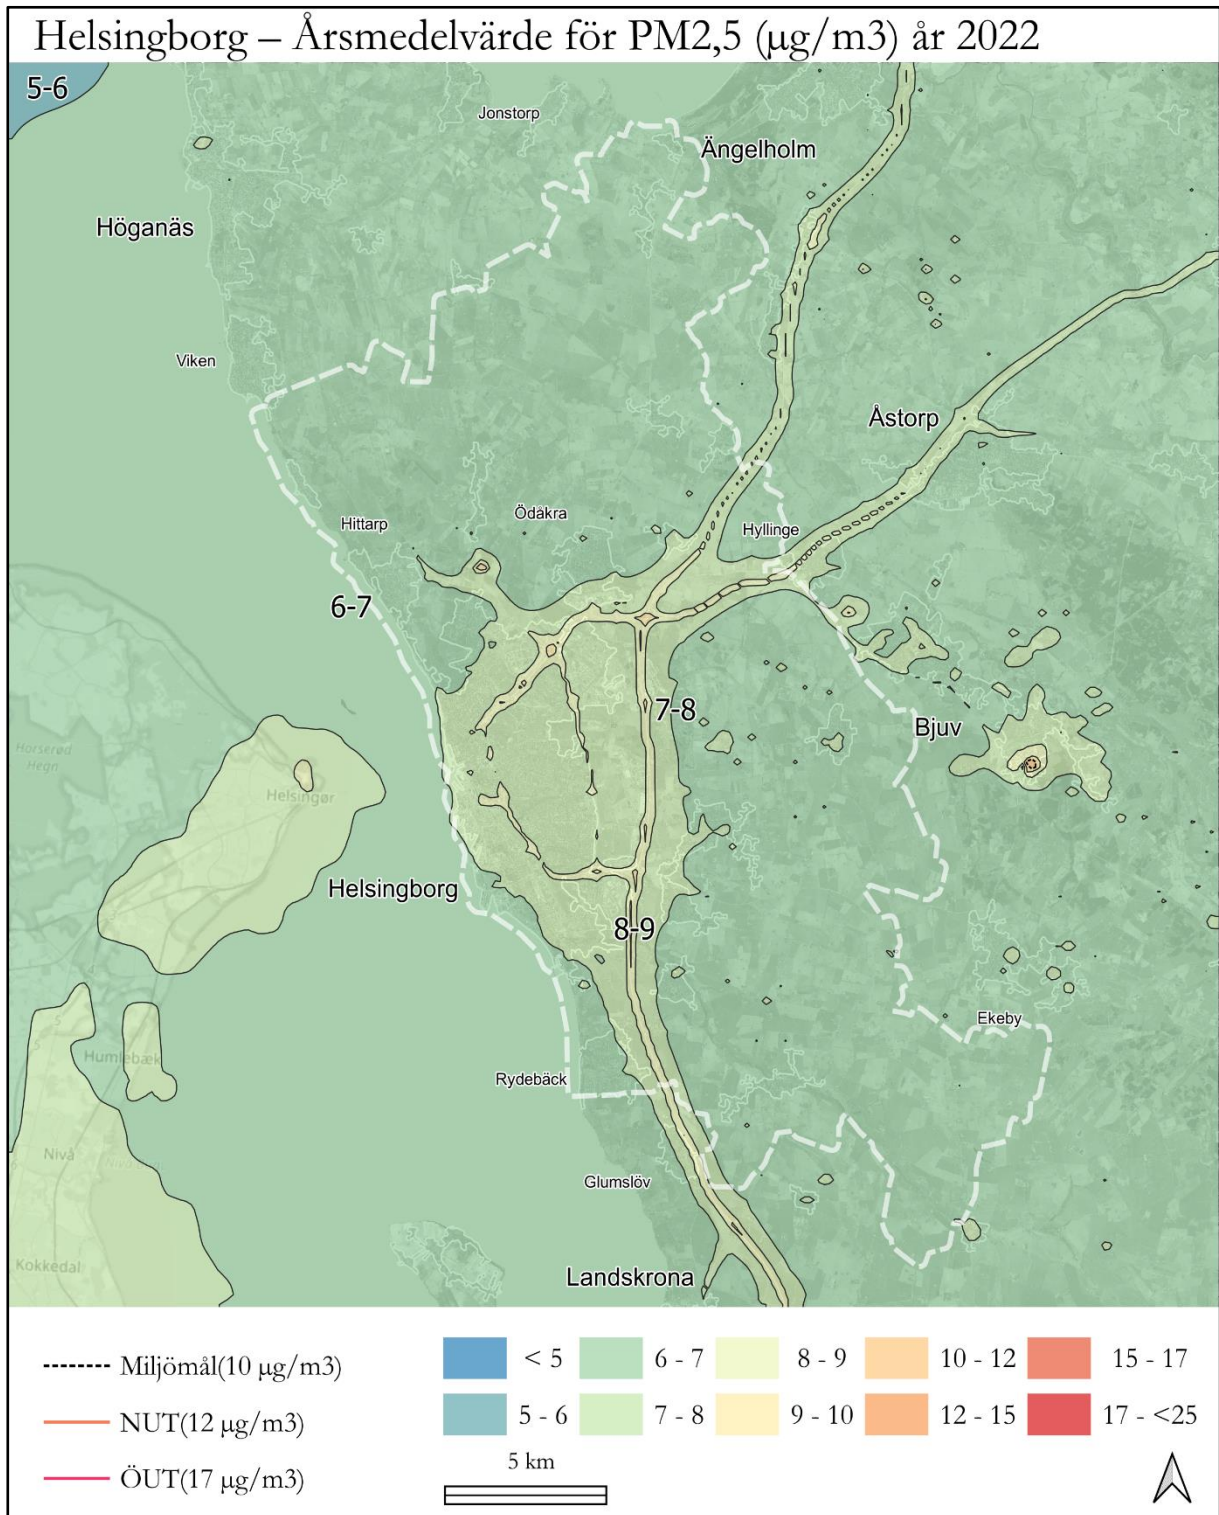 Helsingborg – Årsmedelvärde för PM2,5 (µg/m3) år 2022
5-6
Jonstorp
Ängelholm
Höganäs
Viken
Åstorp
Hittarp
Ödåkra
Hyllinge
6-7
7-8
Bjuv
Horserød
Hegn
Helsingør
Helsingborg
8-9
Ekeby
Humlebæk
Rydebäck
Nivå
Glumslöv
Kokkedal
Landskrona
Miljömål(10 µg/m3)
NUT(12 µg/m3)
ÖUT(17 µg/m3)
< 5
6 - 7
8 - 9
10 - 12
15 - 17
5 - 6
7 - 8
9 - 10
12 - 15
17 - <25
5 km